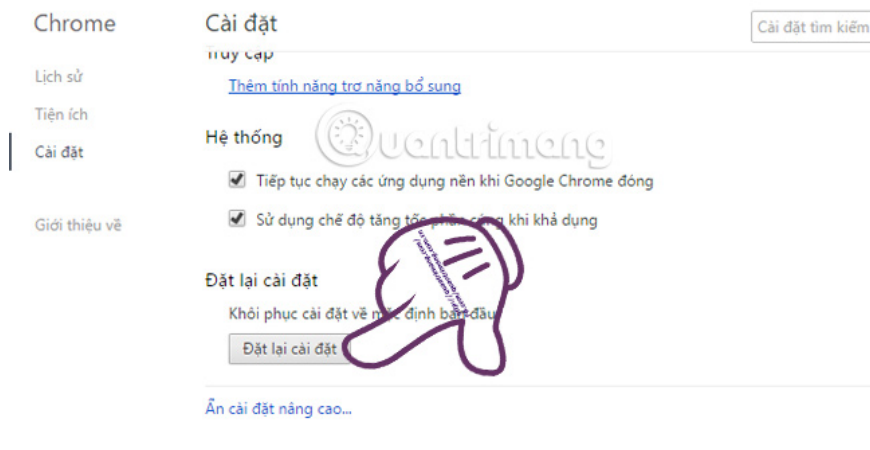 Chrome
Cài đặt
Cài đặt tìm kiếm
Truy cập
Lịch sử
Thêm tính năng trơ năng bổ sung
Tiện ích
Hệ thống
Quantrimang
Cài đặt
Tiếp tục chạy các ứng dụng nền khi Google Chrome đóng
Giới thiệu về
Sử dụng chế độ tăng tốc phần cứng khi khả dụng
Đặt lại cài đặt
Khôi phục cài đặt về mặc định ban đầu
Đặt lại cài đặt
Ẩn cài đặt nâng cao...